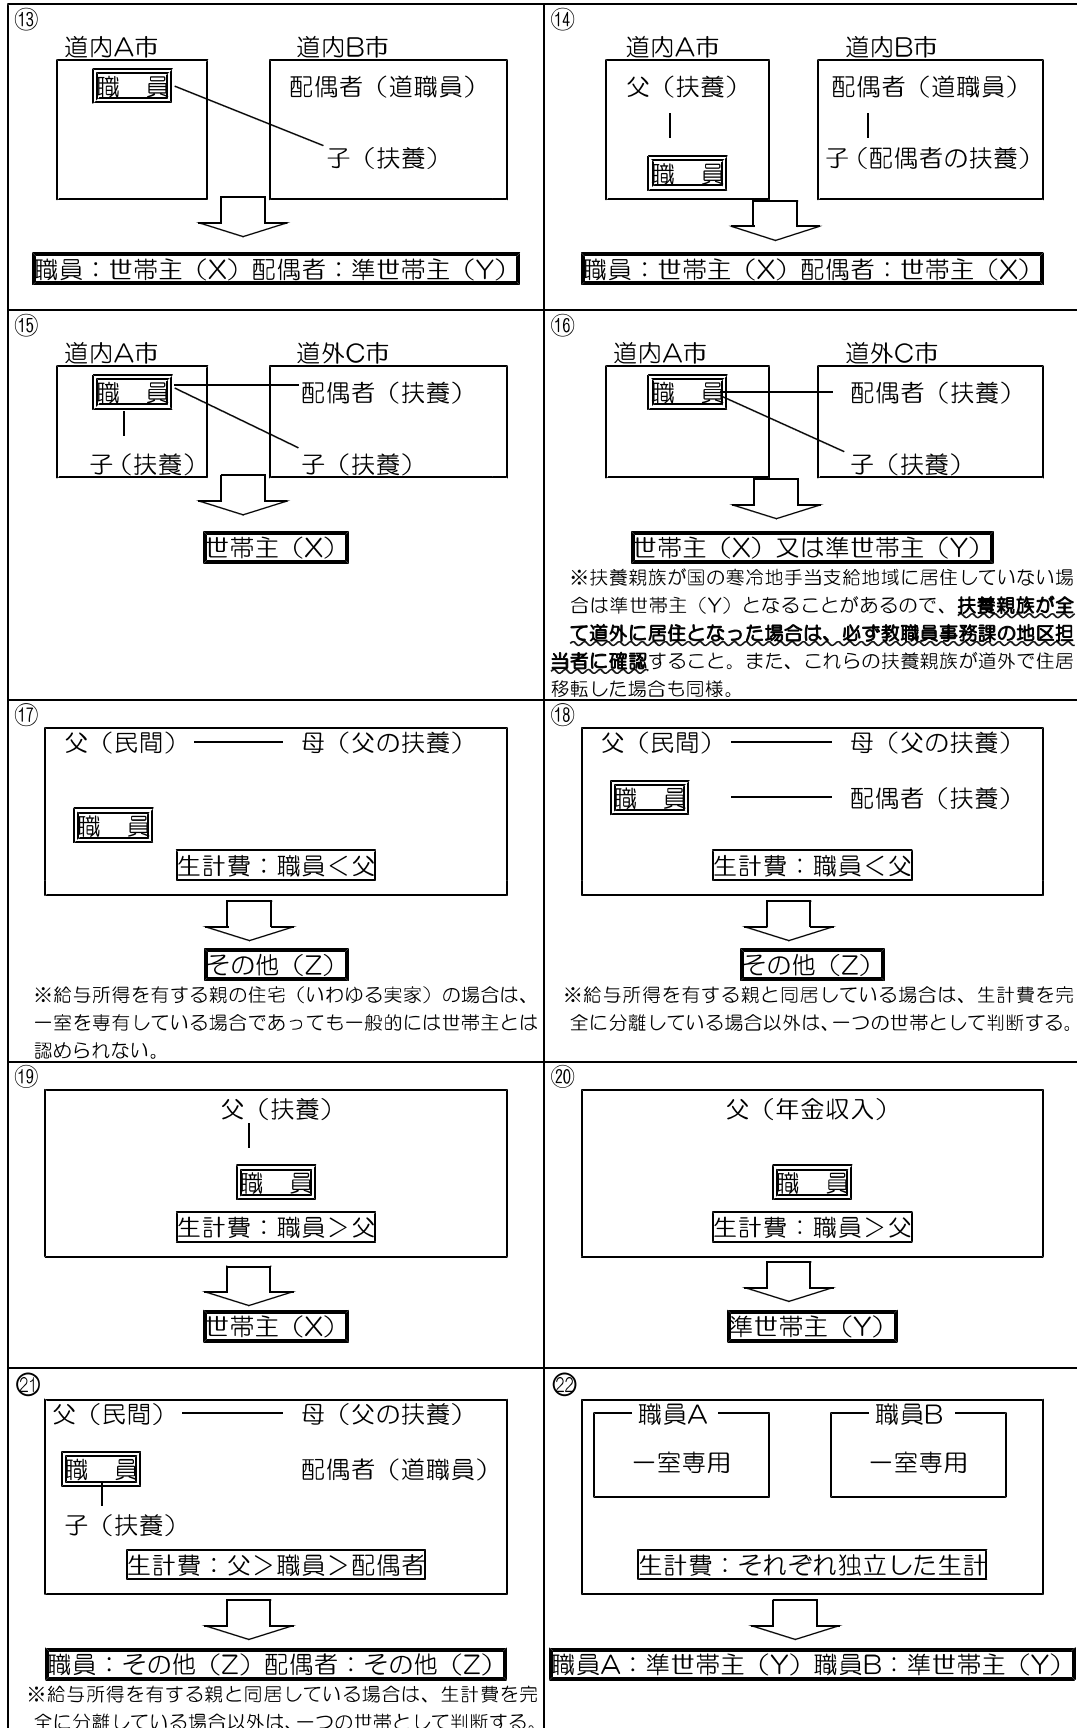 ⑬
道内A市　道内B市
職　員　配偶者（道職員）
子（扶養）
職員：世帯主（X）配偶者：準世帯主（Y）
⑭
道内A市　道内B市
父（扶養）　配偶者（道職員）
子（配偶者の扶養）
職　員
職員：世帯主（X）配偶者：世帯主（X）
⑮
道内A市　道外C市
職　員　配偶者（扶養）
子（扶養）　子（扶養）
世帯主（X）
⑯
道内A市　道外C市
職　員　配偶者（扶養）
子（扶養）
世帯主（X）又は準世帯主（Y）
※扶養親族が国の寒冷地手当支給地域に居住していない場
合は準世帯主（Y）となることがあるので、扶養親族が全
て道外に居住となった場合は、必ず教職員事務課の地区担
当者に確認すること。また、これらの扶養親族が道外で住居
移転した場合も同様。
⑰
父（民間）　母（父の扶養）
職　員
生計費：職員＜父
その他（Z）
※給与所得を有する親の住宅（いわゆる実家）の場合は、
一室を専有している場合であっても一般的には世帯主とは
認められない。
⑱
父（民間）　母（父の扶養）
職　員　配偶者（扶養）
生計費：職員＜父
その他（Z）
※給与所得を有する親と同居している場合は、生計費を完
全に分離している場合以外は、一つの世帯として判断する。
⑲
父（扶養）
職　員
生計費：職員＞父
世帯主（X）
⑳
父（年金収入）
職　員
生計費：職員＞父
準世帯主（Y）
㉑
父（民間）　母（父の扶養）
職　員　配偶者（道職員）
子（扶養）
生計費：父＞職員＞配偶者
職員：その他（Z）配偶者：その他（Z）
※給与所得を有する親と同居している場合は、生計費を完
全に分離している場合以外は、一つの世帯として判断する。
㉒
職員A　職員B
一室専用　一室専用
生計費：それぞれ独立した生計
職員A：準世帯主（Y）職員B：準世帯主（Y）